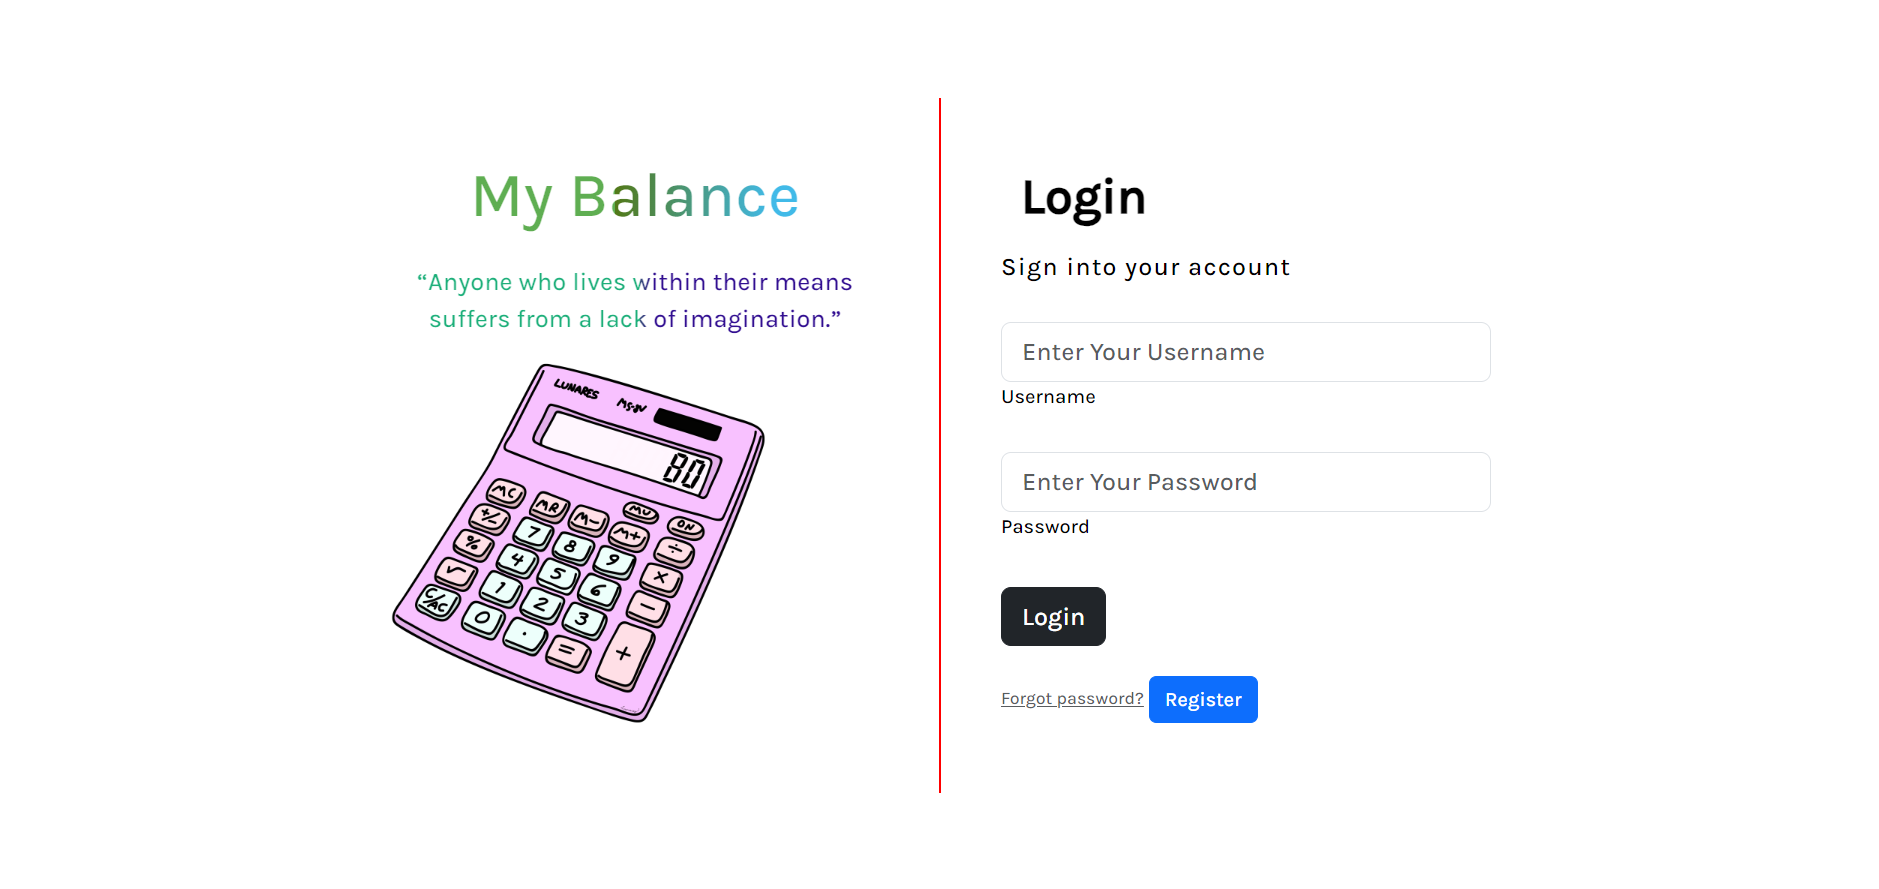 My Balance
“Anyone who lives within their means
suffers from a lack of imagination.”
LUNARES
80
MC
MR
M-
MU
ON
+/-
7
8
M+
÷
%
4
5
9
×
√
1
2
6
−
C/AC
0
.
3
=
+
Login
Sign into your account
Enter Your Username
Username
Enter Your Password
Password
Login
Forgot password? Register